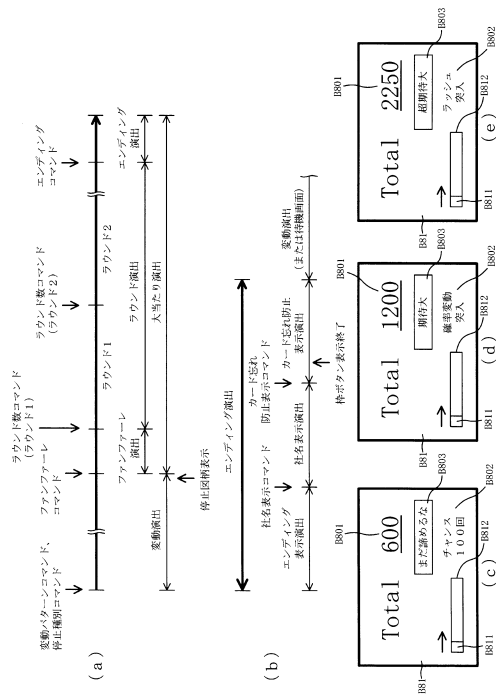 (a)
変動パターンコマンド、
停止種別コマンド
ファンファーレ
コマンド
ラウンド数コマンド
(ラウンド1)
ラウンド数コマンド
(ラウンド2)
エンディング
コマンド
ラウンド1
ラウンド2
変動演出
ファンファーレ
演出
ラウンド演出
エンディング
演出
大当たり演出
停止図柄表示
(b)
エンディング演出
社名表示コマンド
カード忘れ
防止表示コマンド
エンディング
表示演出
社名表示演出
カード忘れ防止
表示演出
変動演出
(または待機画面)
枠ボタン表示終了
(c)
B81
B801
Total 600
B803
まだ諦めるな
チャンス
100回
B802
B811
B812
(d)
B81
B801
Total 1200
B803
期待大
確率変動
突入
B802
B811
B812
(e)
B81
B801
Total 2250
B803
超期待大
ラッシュ
突入
B802
B811
B812